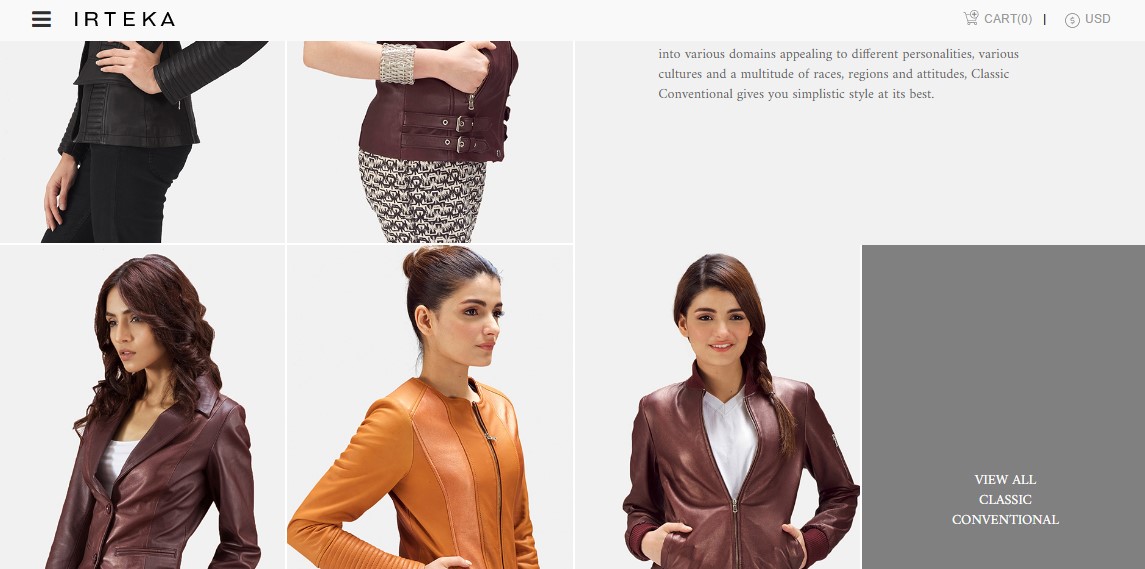 IRTEKA
CART(0) | USD
into various domains appealing to different personalities, various
cultures and a multitude of races, regions and attitudes, Classic
Conventional gives you simplistic style at its best.
VIEW ALL
CLASSIC
CONVENTIONAL